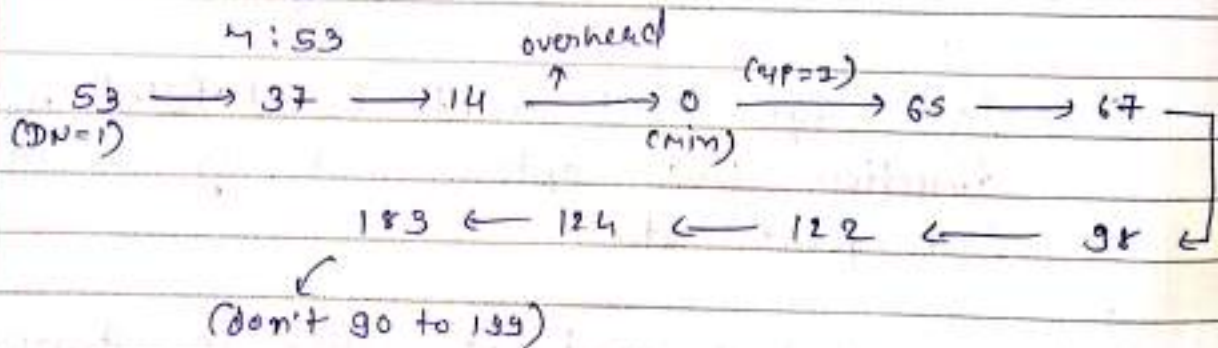 4:53
overhead
53 → 37 → 14 → 0 (UP=1) → 65 → 67
(DN=1) (min)
183 ← 124 ← 122 ← 98
(don't go to 199)